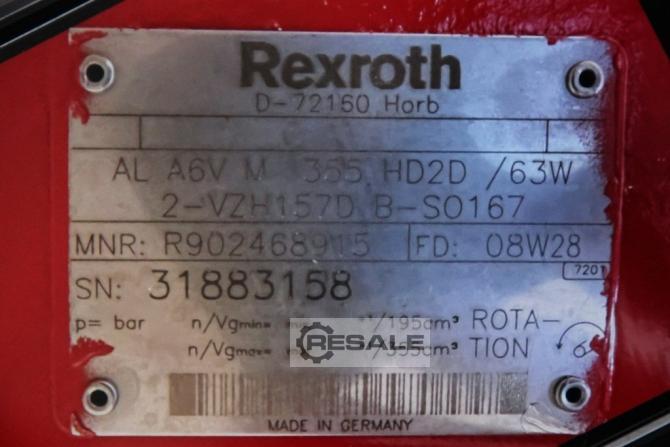 Rexroth
D-72160 Horb
AL A6V M 355 HD2D /63W
2-VZH157D B-SO167
MNR: R902468915 FD: 08W28
7201
SN: 31883158
p= bar n/Vgmin= /195cm³ ROTA-
n/Vgmax= /355cm³ TION
RESALE
MADE IN GERMANY